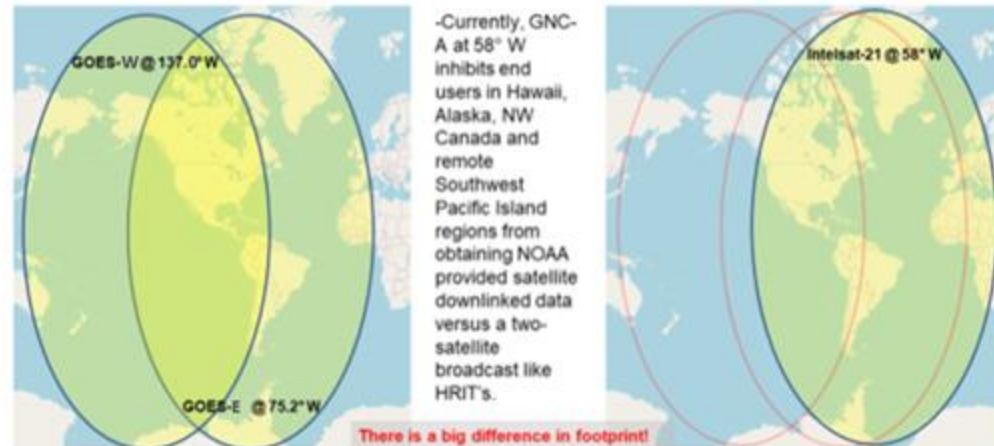 GOES-W @ 137.0° W
GOES-E @ 75.2° W
-Currently, GNC-
A at 58° W
inhibits end
users in Hawaii,
Alaska, NW
Canada and
remote
Southwest
Pacific Island
regions from
obtaining NOAA
provided satellite
downlinked data
versus a two-
satellite
broadcast like
HRIT's.
Intelsat-21 @ 58° W
There is a big difference in footprint!